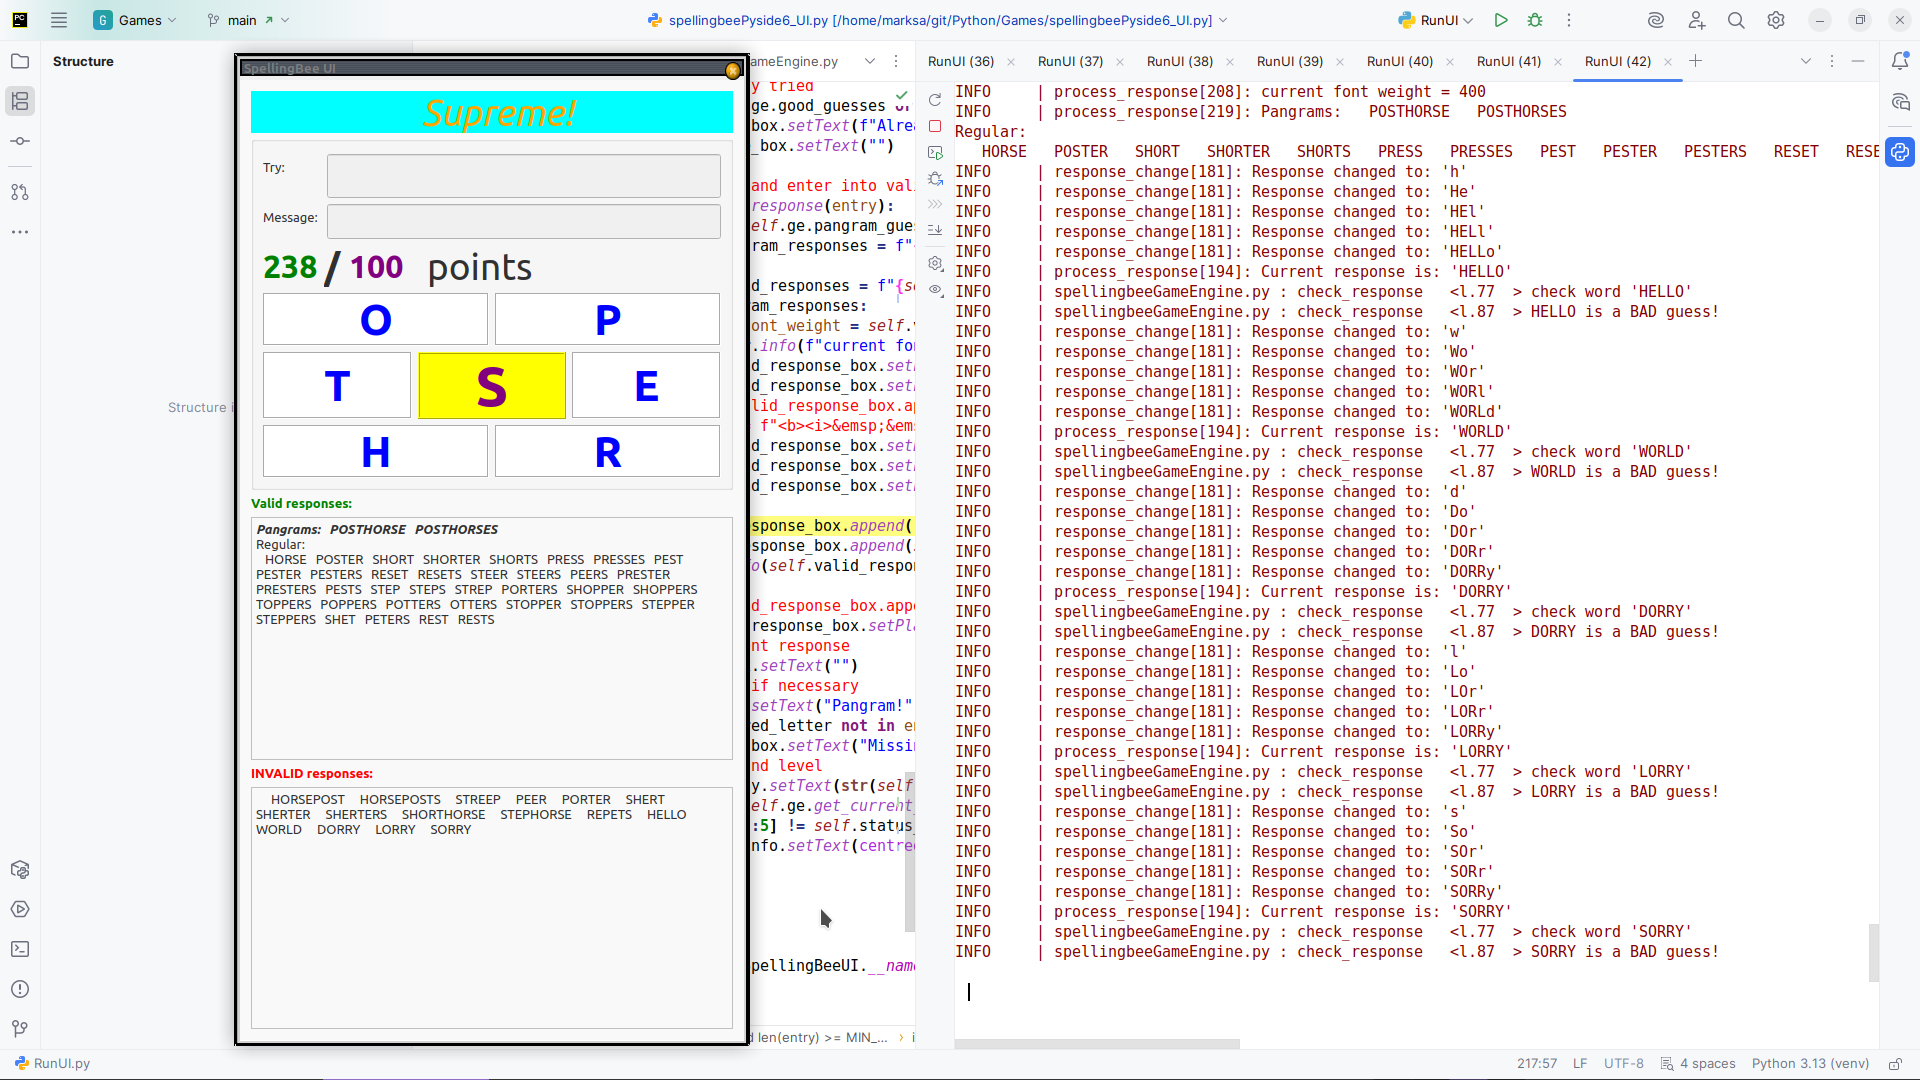 PC
G Games
main
spellingbeePyside6_UI.py [/home/marksa/git/Python/Games/spellingbeePyside6_UI.py]
RunUI
Structure
ameEngine.py
RunUI (36)
RunUI (37)
RunUI (38)
RunUI (39)
RunUI (40)
RunUI (41)
RunUI (42)
SpellingBee UI
Supreme!
Try:
Message:
238 / 100 points
O P
T S E
H R
Valid responses:
Pangrams: POSTHORSE POSTHORSES
Regular:
HORSE POSTER SHORT SHORTER SHORTS PRESS PRESSES PEST
PESTER PESTERS RESET RESETS STEER STEERS PEERS PRESTER
PRESTERS PESTS STEP STEPS STREP PORTERS SHOPPER SHOPPERS
TOPPERS POPPERS POTTERS OTTERS STOPPER STOPPERS STEPPER
STEPPERS SHET PETERS REST RESTS
INVALID responses:
HORSEPOST HORSEPOSTS STREEP PEER PORTER SHERT
SHERTER SHERTERS SHORTHORSE STEPHORSE REPETS HELLO
WORLD DORRY LORRY SORRY
Structure i
y tried
ge.good_guesses or
box.setText(f"Alrea
_box.setText("")
and enter into vali
response(entry):
elf.ge.pangram_gues
ram_responses = f"
d_responses = f"{se
am_responses:
ont_weight = self.v
.info(f"current fo
d_response_box.set
d_response_box.set
lid_response_box.ap
f"<b><i>&emsp;&ems
d_response_box.set
d_response_box.set
d_response_box.set
sponse_box.append(
sponse_box.append(
o(self.valid_respon
d_response_box.appe
response_box.setPla
nt response
.setText("")
if necessary
setText("Pangram!"
ed_letter not in en
box.setText("Missin
nd level
y.setText(str(self
elf.ge.get_current_
:5] != self.status_
nfo.setText(centred
pellingBeeUI.__name
d len(entry) >= MIN_... › i
INFO | process_response[208]: current font weight = 400
INFO | process_response[219]: Pangrams: POSTHORSE POSTHORSES
Regular:
HORSE POSTER SHORT SHORTER SHORTS PRESS PRESSES PEST PESTER PESTERS RESET RESE
INFO | response_change[181]: Response changed to: 'h'
INFO | response_change[181]: Response changed to: 'He'
INFO | response_change[181]: Response changed to: 'HEl'
INFO | response_change[181]: Response changed to: 'HELl'
INFO | response_change[181]: Response changed to: 'HELLo'
INFO | process_response[194]: Current response is: 'HELLO'
INFO | spellingbeeGameEngine.py : check_response <l.77 > check word 'HELLO'
INFO | spellingbeeGameEngine.py : check_response <l.87 > HELLO is a BAD guess!
INFO | response_change[181]: Response changed to: 'w'
INFO | response_change[181]: Response changed to: 'Wo'
INFO | response_change[181]: Response changed to: 'WOr'
INFO | response_change[181]: Response changed to: 'WORl'
INFO | response_change[181]: Response changed to: 'WORLd'
INFO | process_response[194]: Current response is: 'WORLD'
INFO | spellingbeeGameEngine.py : check_response <l.77 > check word 'WORLD'
INFO | spellingbeeGameEngine.py : check_response <l.87 > WORLD is a BAD guess!
INFO | response_change[181]: Response changed to: 'd'
INFO | response_change[181]: Response changed to: 'Do'
INFO | response_change[181]: Response changed to: 'DOr'
INFO | response_change[181]: Response changed to: 'DORr'
INFO | response_change[181]: Response changed to: 'DORRy'
INFO | process_response[194]: Current response is: 'DORRY'
INFO | spellingbeeGameEngine.py : check_response <l.77 > check word 'DORRY'
INFO | spellingbeeGameEngine.py : check_response <l.87 > DORRY is a BAD guess!
INFO | response_change[181]: Response changed to: 'l'
INFO | response_change[181]: Response changed to: 'Lo'
INFO | response_change[181]: Response changed to: 'LOr'
INFO | response_change[181]: Response changed to: 'LORr'
INFO | response_change[181]: Response changed to: 'LORRy'
INFO | process_response[194]: Current response is: 'LORRY'
INFO | spellingbeeGameEngine.py : check_response <l.77 > check word 'LORRY'
INFO | spellingbeeGameEngine.py : check_response <l.87 > LORRY is a BAD guess!
INFO | response_change[181]: Response changed to: 's'
INFO | response_change[181]: Response changed to: 'So'
INFO | response_change[181]: Response changed to: 'SOr'
INFO | response_change[181]: Response changed to: 'SORr'
INFO | response_change[181]: Response changed to: 'SORRy'
INFO | process_response[194]: Current response is: 'SORRY'
INFO | spellingbeeGameEngine.py : check_response <l.77 > check word 'SORRY'
INFO | spellingbeeGameEngine.py : check_response <l.87 > SORRY is a BAD guess!
RunUI.py
217:57 LF UTF-8 4 spaces Python 3.13 (venv)